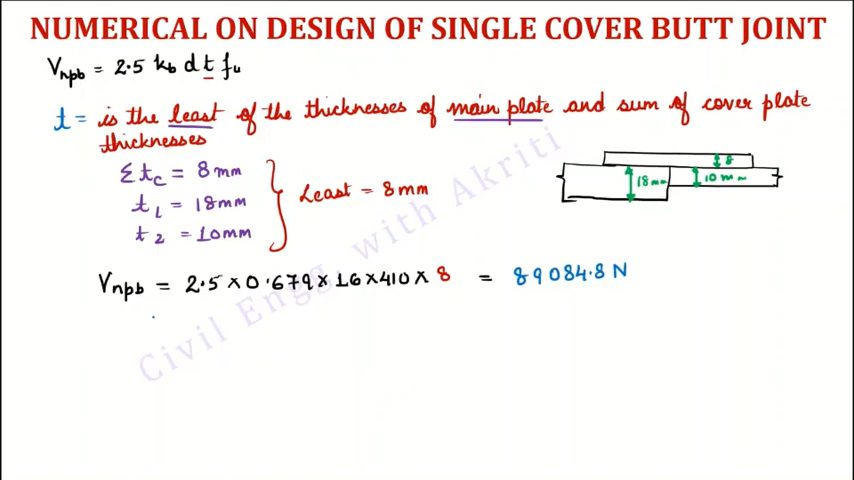 NUMERICAL ON DESIGN OF SINGLE COVER BUTT JOINT
Vnpb = 2.5 kb d t fu
t = is the least of the thicknesses of main plate and sum of cover plate
thicknesses
Σtc = 8mm
t1 = 18mm
t2 = 10mm
Least = 8mm
8
18mm
10mm
Vnpb = 2.5 × 0.679 × 16 × 410 × 8 = 89084.8 N
Civil Engg. with Akriti